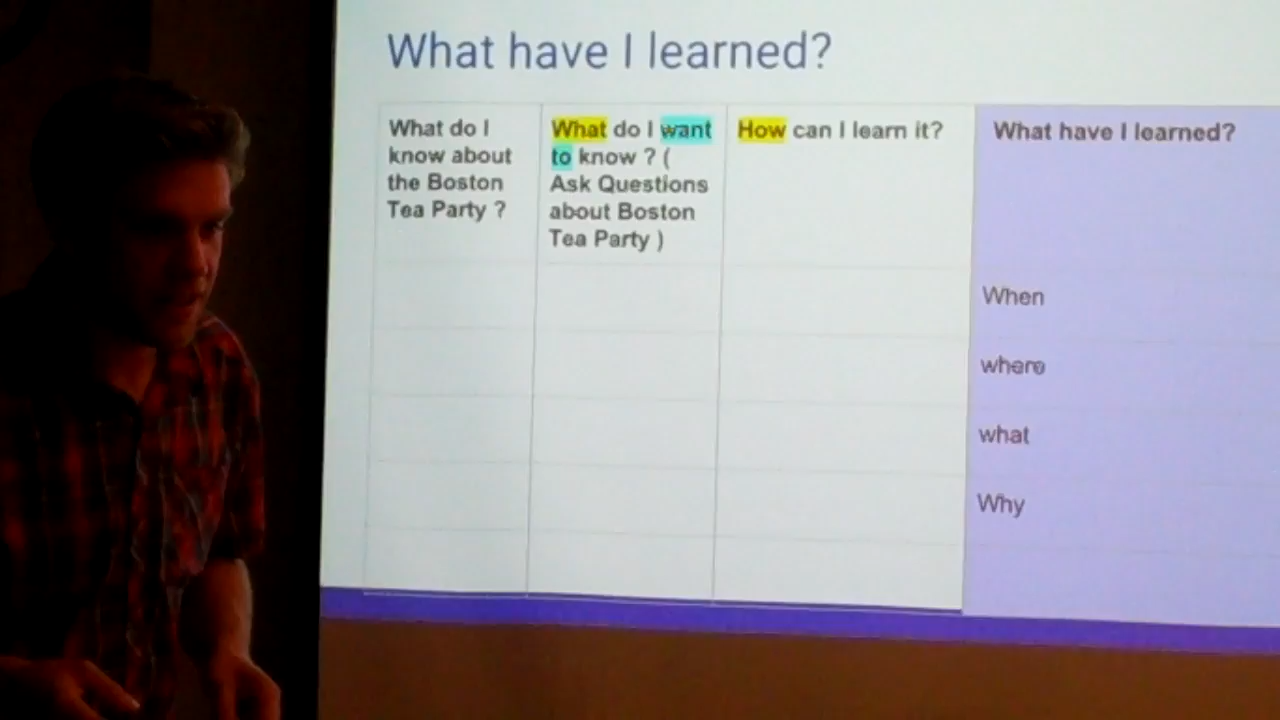 What have I learned?
What do I
know about
the Boston
Tea Party ?
What do I want
to know ? (
Ask Questions
about Boston
Tea Party )
How can I learn it?
What have I learned?
When
where
what
Why